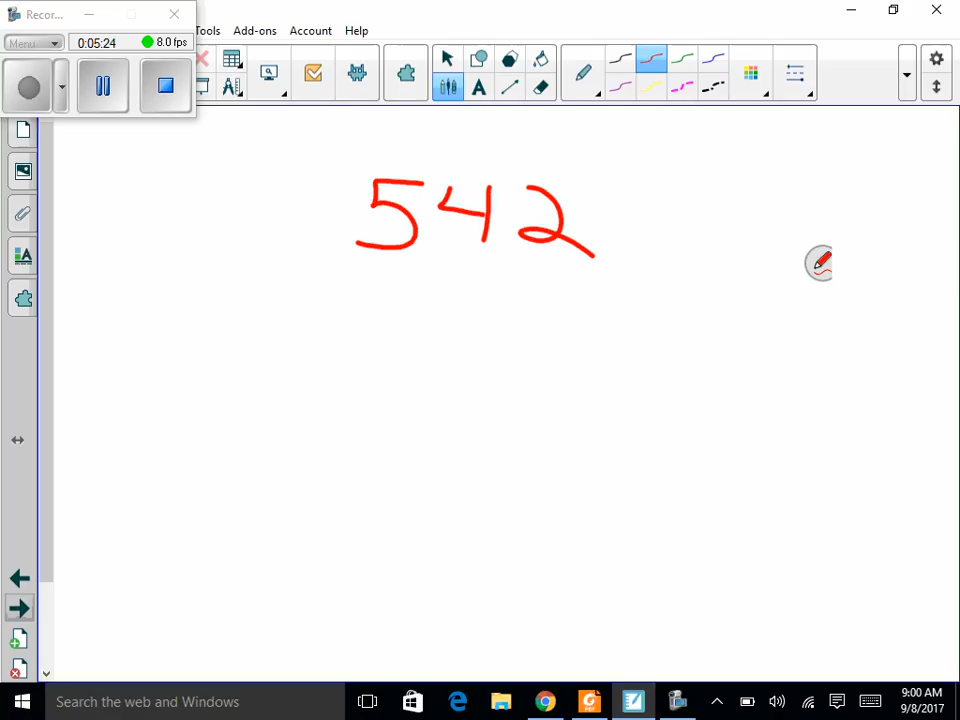 Recor...
Menu
0:05:24
8.0 fps
Tools
Add-ons
Account
Help
542
Search the web and Windows
9:00 AM
9/8/2017